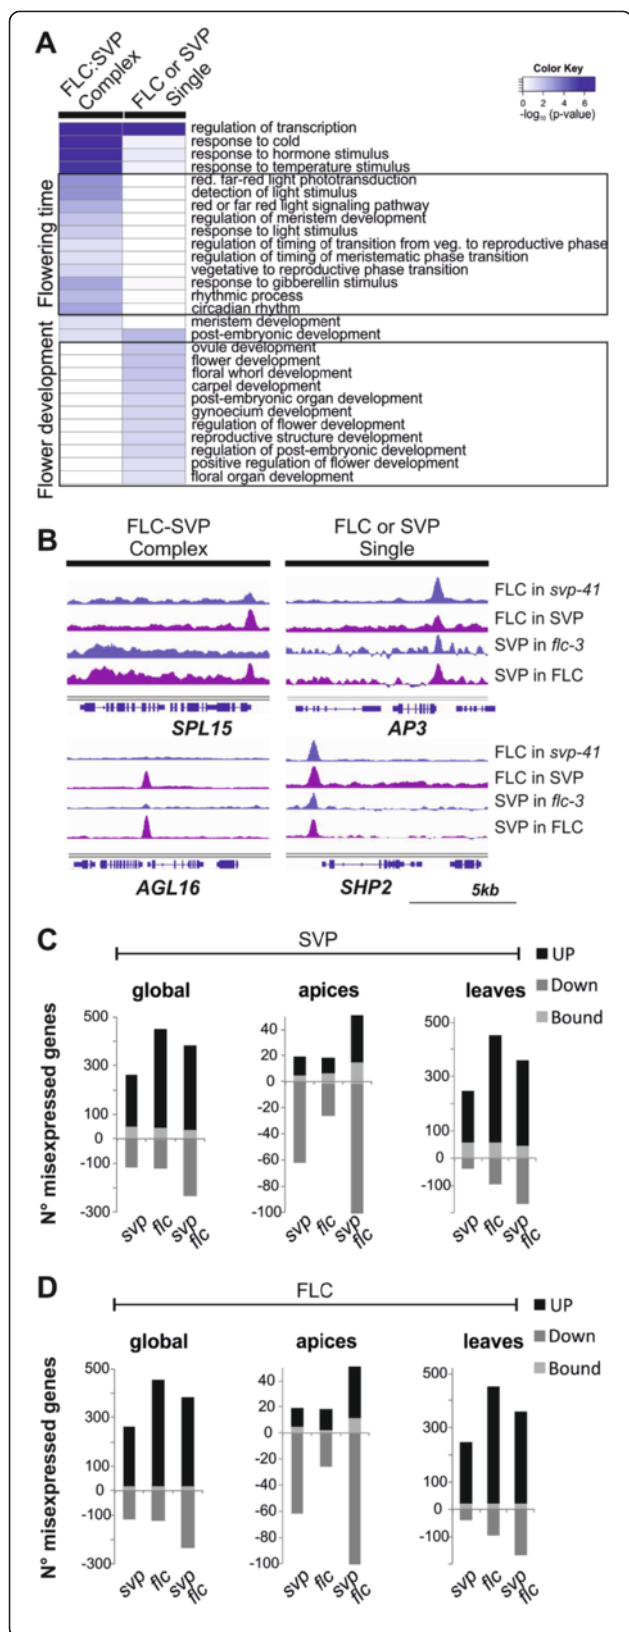 A
FLC:SVP
Complex
FLC or SVP
Single
Color Key
0 2 4 6
-log10 (p-value)
regulation of transcription
response to cold
response to hormone stimulus
response to temperature stimulus
Flowering time
red. far-red light phototransduction
detection of light stimulus
red or far red light signaling pathway
regulation of meristem development
response to light stimulus
regulation of timing of transition from veg. to reproductive phase
regulation of timing of meristematic phase transition
vegetative to reproductive phase transition
response to gibberellin stimulus
rhythmic process
circadian rhythm
meristem development
post-embryonic development
Flower development
ovule development
flower development
floral whorl development
carpel development
post-embryonic organ development
gynoecium development
regulation of flower development
reproductive structure development
regulation of post-embryonic development
positive regulation of flower development
floral organ development
B
FLC-SVP
Complex
FLC or SVP
Single
FLC in svp-41
FLC in SVP
SVP in flc-3
SVP in FLC
SPL15
AP3
FLC in svp-41
FLC in SVP
SVP in flc-3
SVP in FLC
AGL16
SHP2
5kb
C
SVP
UP
Down
Bound
global
apices
leaves
N° misexpressed genes
500
300
100
0
-100
-300
svp
flc
svp
flc
40
20
0
-20
-40
-60
-80
-100
svp
flc
svp
flc
500
300
100
0
-100
svp
flc
svp
flc
D
FLC
UP
Down
Bound
global
apices
leaves
N° misexpressed genes
500
300
100
0
-100
-300
svp
flc
svp
flc
40
20
0
-20
-40
-60
-80
-100
svp
flc
svp
flc
500
300
100
0
-100
svp
flc
svp
flc